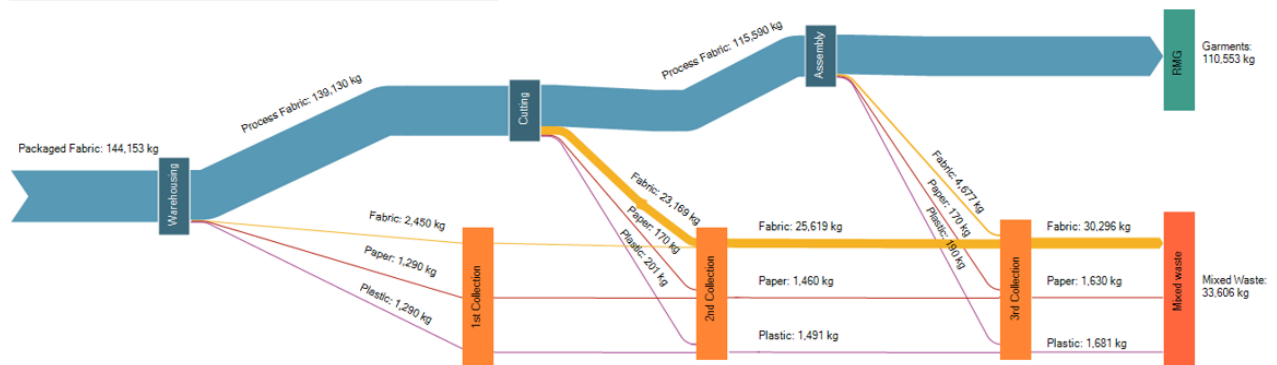 Packaged Fabric: 144,153 kg
Warehousing
Process Fabric: 139,130 kg
Cutting
Process Fabric: 115,590 kg
Assembly
RMG
Garments:
110,553 kg
Fabric: 2,450 kg
Paper: 1,290 kg
Plastic: 1,290 kg
1st Collection
Fabric: 23,169 kg
Paper: 170 kg
Plastic: 201 kg
2nd Collection
Fabric: 25,619 kg
Paper: 1,460 kg
Plastic: 1,491 kg
Fabric: 4,677 kg
Paper: 170 kg
Plastic: 190 kg
3rd Collection
Fabric: 30,296 kg
Paper: 1,630 kg
Plastic: 1,681 kg
Mixed waste
Mixed Waste:
33,606 kg